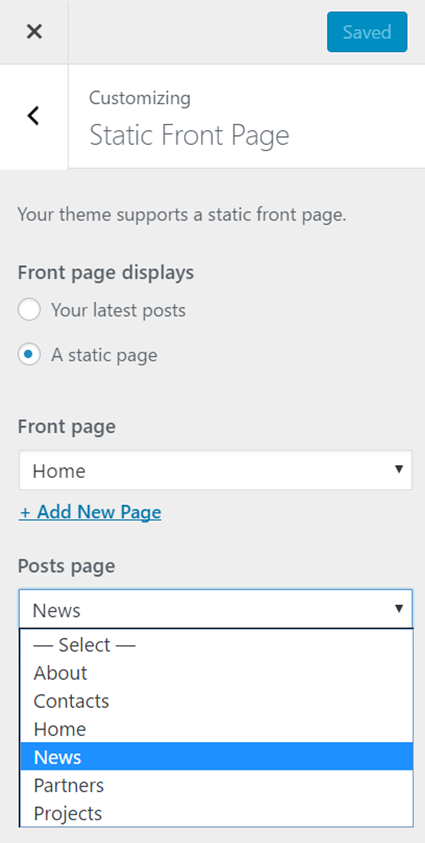 Saved
Customizing
Static Front Page
Your theme supports a static front page.
Front page displays
Your latest posts
A static page
Front page
Home
+ Add New Page
Posts page
News
— Select —
About
Contacts
Home
News
Partners
Projects